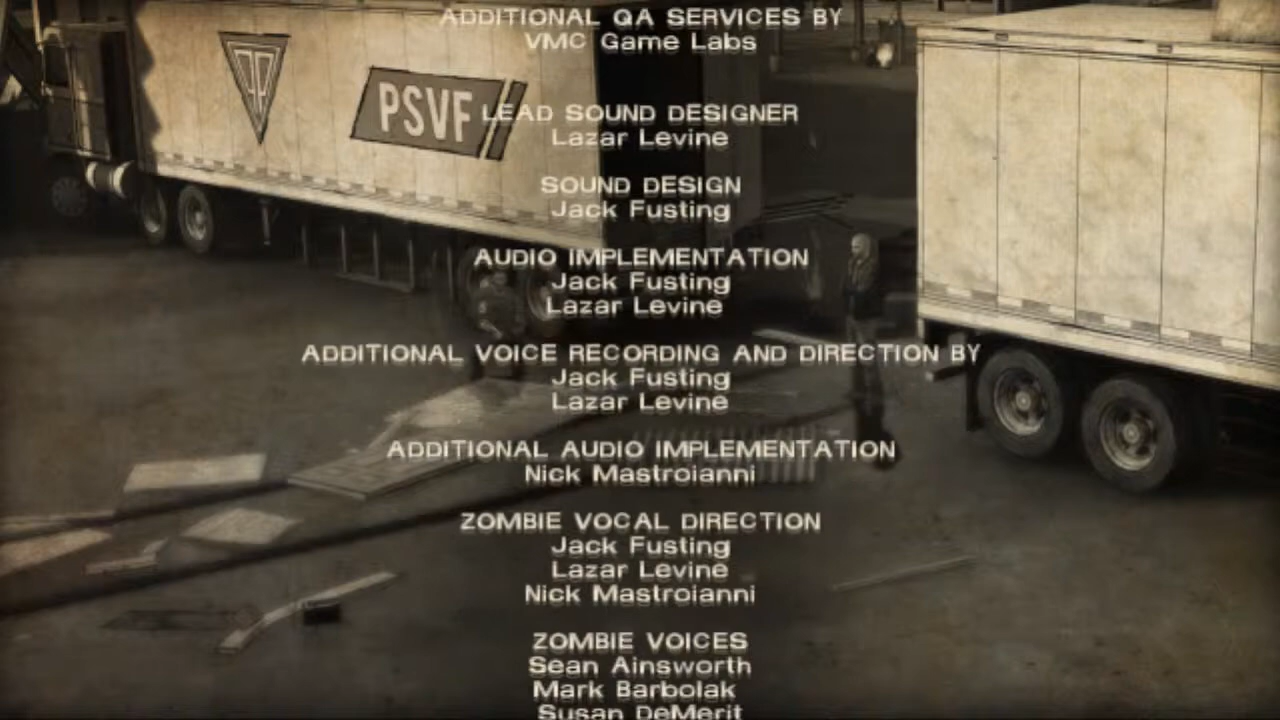 ADDITIONAL QA SERVICES BY
VMC Game Labs
PSVF
LEAD SOUND DESIGNER
Lazar Levine
SOUND DESIGN
Jack Fusting
AUDIO IMPLEMENTATION
Jack Fusting
Lazar Levine
ADDITIONAL VOICE RECORDING AND DIRECTION BY
Jack Fusting
Lazar Levine
ADDITIONAL AUDIO IMPLEMENTATION
Nick Mastroianni
ZOMBIE VOCAL DIRECTION
Jack Fusting
Lazar Levine
Nick Mastroianni
ZOMBIE VOICES
Sean Ainsworth
Mark Barbolak
Susan DeMerit